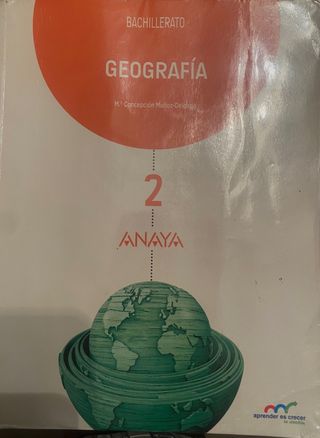 BACHILLERATO
GEOGRAFÍA
M.ª Concepción Muñoz-Delgado
2
ANAYA
aprender es crecer